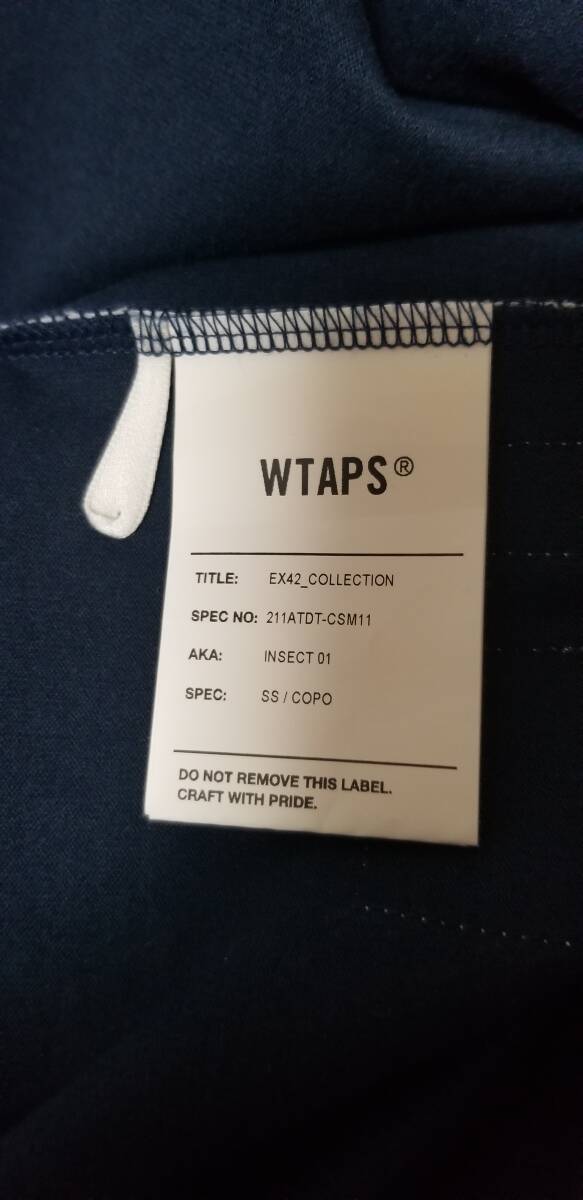 WTAPS®
TITLE: EX42_COLLECTION
SPEC NO: 211ATDT-CSM11
AKA: INSECT 01
SPEC: SS / COPO
DO NOT REMOVE THIS LABEL.
CRAFT WITH PRIDE.